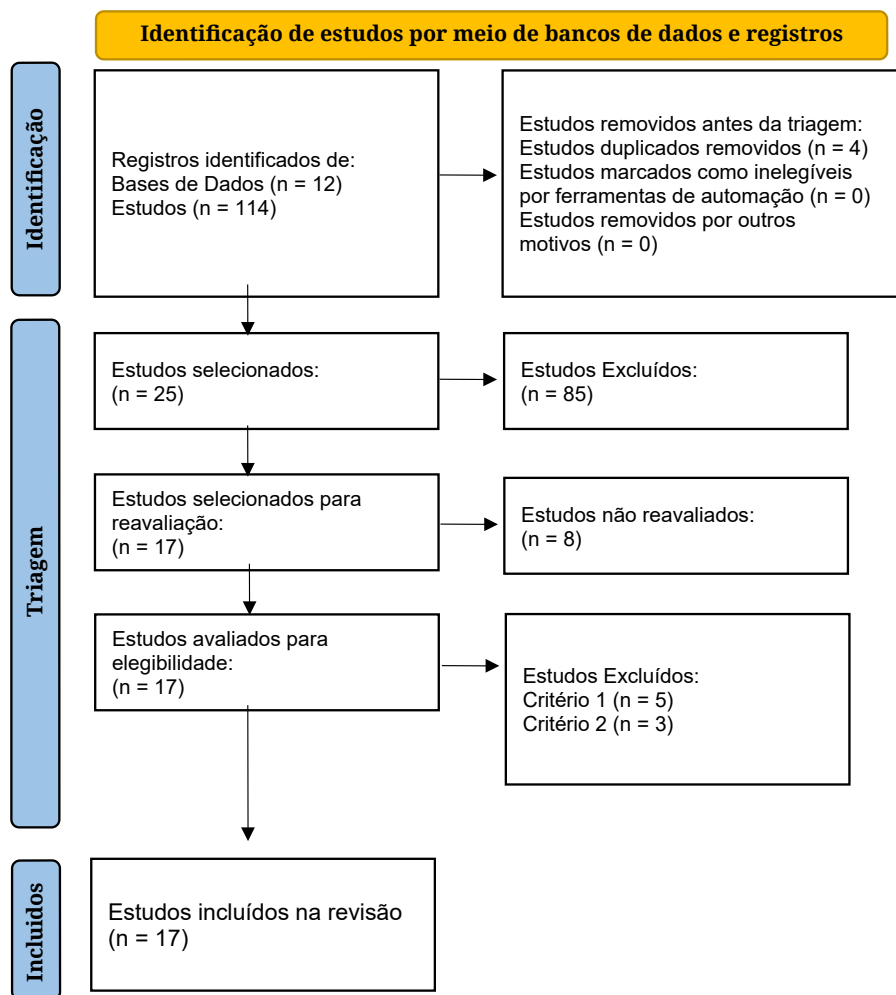 Identificação de estudos por meio de bancos de dados e registros
Identificação
Registros identificados de:
Bases de Dados (n = 12)
Estudos (n = 114)
Estudos removidos antes da triagem:
Estudos duplicados removidos (n = 4)
Estudos marcados como inelegíveis
por ferramentas de automação (n = 0)
Estudos removidos por outros
motivos (n = 0)
Triagem
Estudos selecionados:
(n = 25)
Estudos Excluídos:
(n = 85)
Estudos selecionados para
reavaliação:
(n = 17)
Estudos não reavaliados:
(n = 8)
Estudos avaliados para
elegibilidade:
(n = 17)
Estudos Excluídos:
Critério 1 (n = 5)
Critério 2 (n = 3)
Incluidos
Estudos incluídos na revisão
(n = 17)